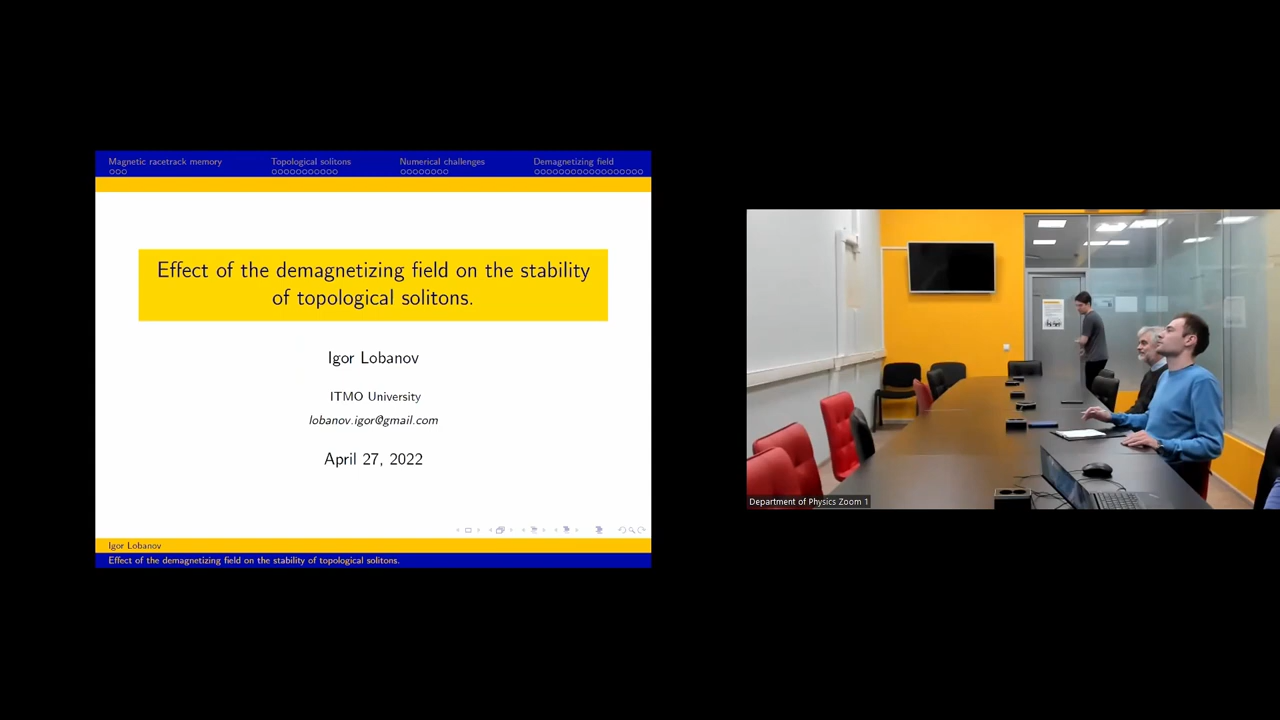 Magnetic racetrack memory
Topological solitons
Numerical challenges
Demagnetizing field
Effect of the demagnetizing field on the stability
of topological solitons.
Igor Lobanov
ITMO University
lobanov.igor@gmail.com
April 27, 2022
Igor Lobanov
Effect of the demagnetizing field on the stability of topological solitons.
Department of Physics Zoom 1